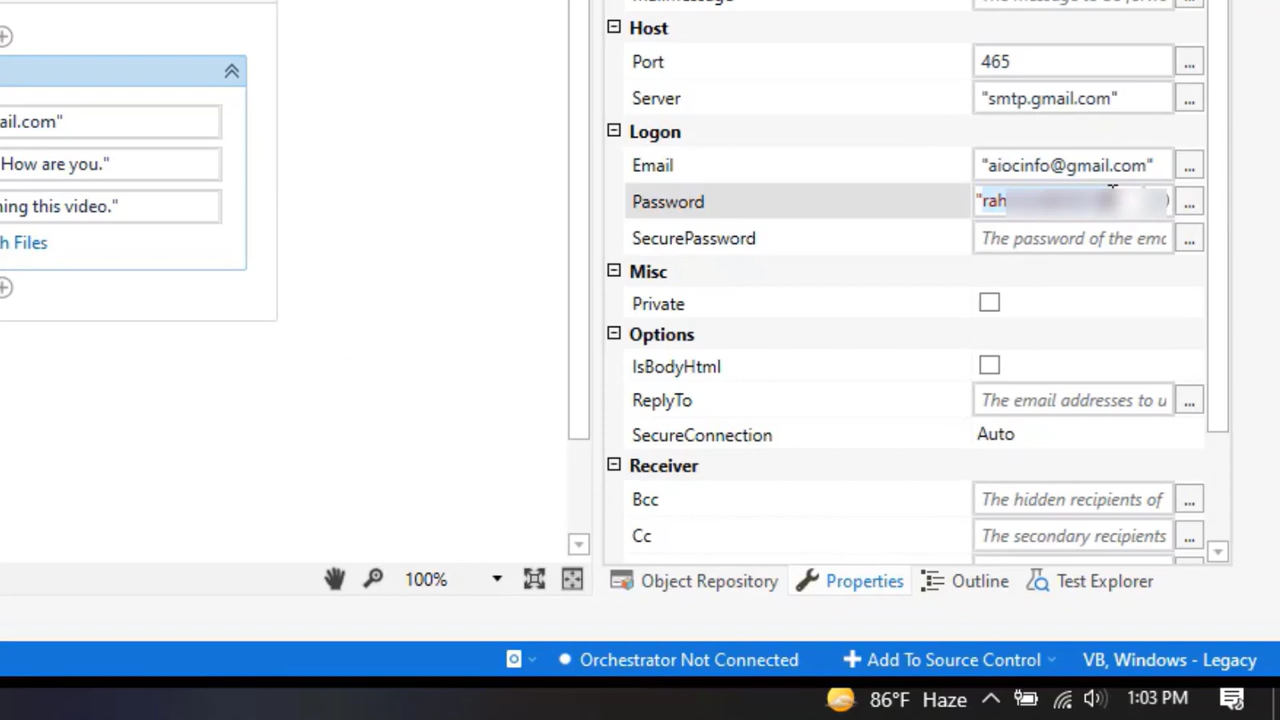 Host
Port 465 ...
Server "smtp.gmail.com" ...
ail.com"
Logon
How are you."
Email "aiocinfo@gmail.com" ...
Password "rah ...
ning this video."
SecurePassword The password of the ema ...
h Files
Misc
Private
Options
IsBodyHtml
ReplyTo The email addresses to u ...
SecureConnection Auto
Receiver
Bcc The hidden recipients of ...
Cc The secondary recipients ...
100% Object Repository Properties Outline Test Explorer
Orchestrator Not Connected Add To Source Control VB, Windows - Legacy
86°F Haze 1:03 PM